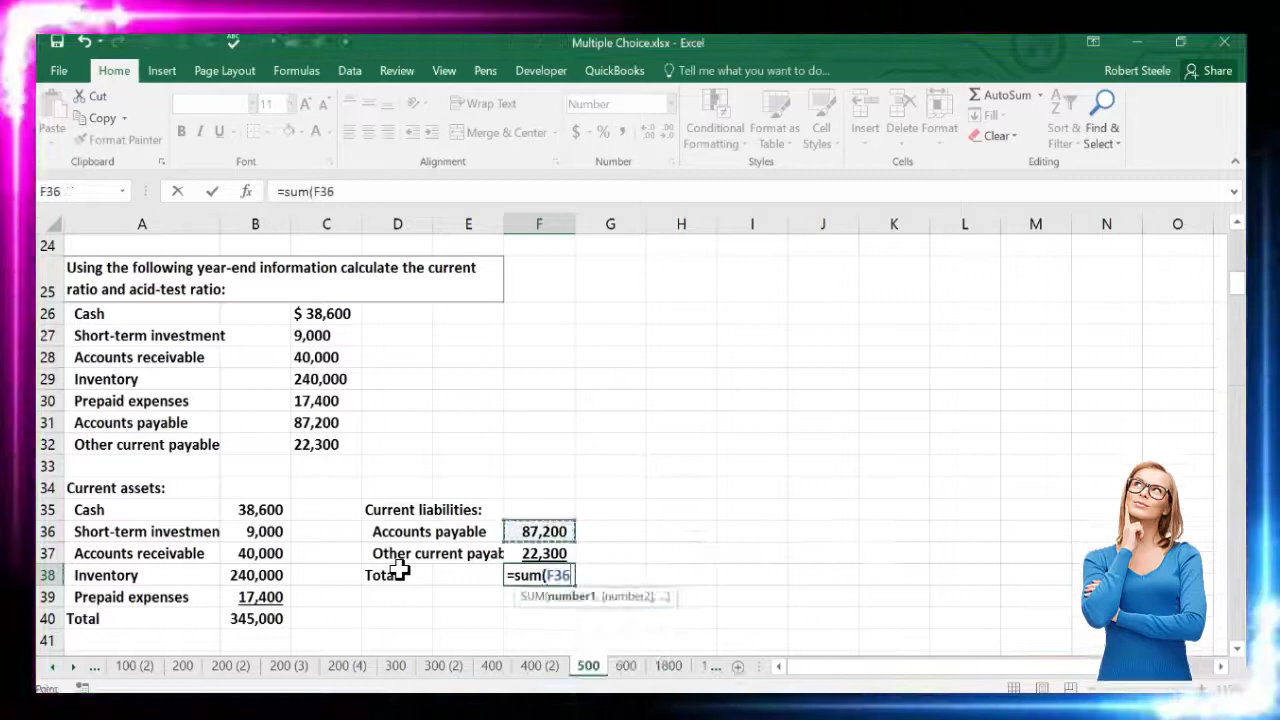 ABC
Multiple Choice.xlsx - Excel
File Home Insert Page Layout Formulas Data Review View Pens Developer QuickBooks Tell me what you want to do... Robert Steele Share
Paste
Cut
Copy
Format Painter
Clipboard
11 A A
B I U A
Font
Wrap Text
Merge & Center
Alignment
Number
$ % ,
Number
Conditional Formatting
Format as Table
Cell Styles
Styles
Insert Delete Format
Cells
AutoSum
Fill
Clear
Sort & Filter
Find & Select
Editing
F36 fx =sum(F36
A B C D E F G H I J K L M N O
24
25 Using the following year-end information calculate the current
ratio and acid-test ratio:
26 Cash $ 38,600
27 Short-term investment 9,000
28 Accounts receivable 40,000
29 Inventory 240,000
30 Prepaid expenses 17,400
31 Accounts payable 87,200
32 Other current payable 22,300
33
34 Current assets:
35 Cash 38,600 Current liabilities:
36 Short-term investmen 9,000 Accounts payable 87,200
37 Accounts receivable 40,000 Other current payab 22,300
38 Inventory 240,000 Tota =sum(F36
39 Prepaid expenses 17,400 SUM(number1, [number2], ...)
40 Total 345,000
41
... 100 (2) 200 200 (2) 200 (3) 200 (4) 300 300 (2) 400 400 (2) 500 600 1800 1 ...
Point